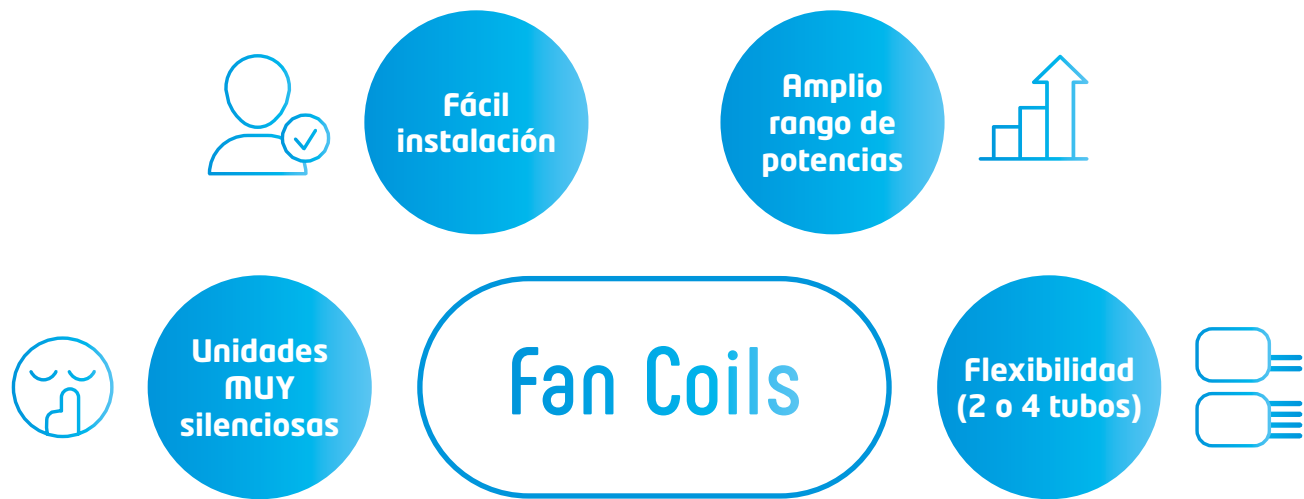 Fácil
instalación
Amplio
rango de
potencias
Unidades
MUY
silenciosas
Fan Coils
Flexibilidad
(2 o 4 tubos)